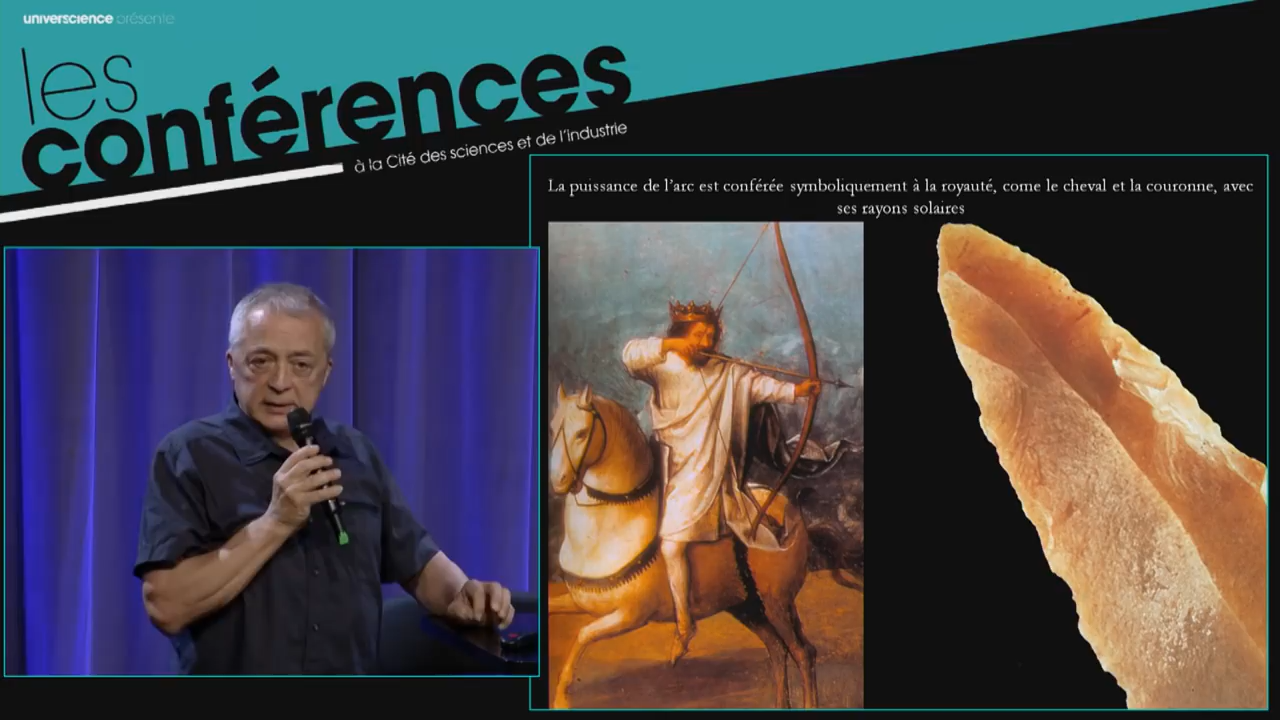 universcience présente
les
conférences
à la Cité des sciences et de l'industrie
La puissance de l'arc est conférée symboliquement à la royauté, come le cheval et la couronne, avec
ses rayons solaires